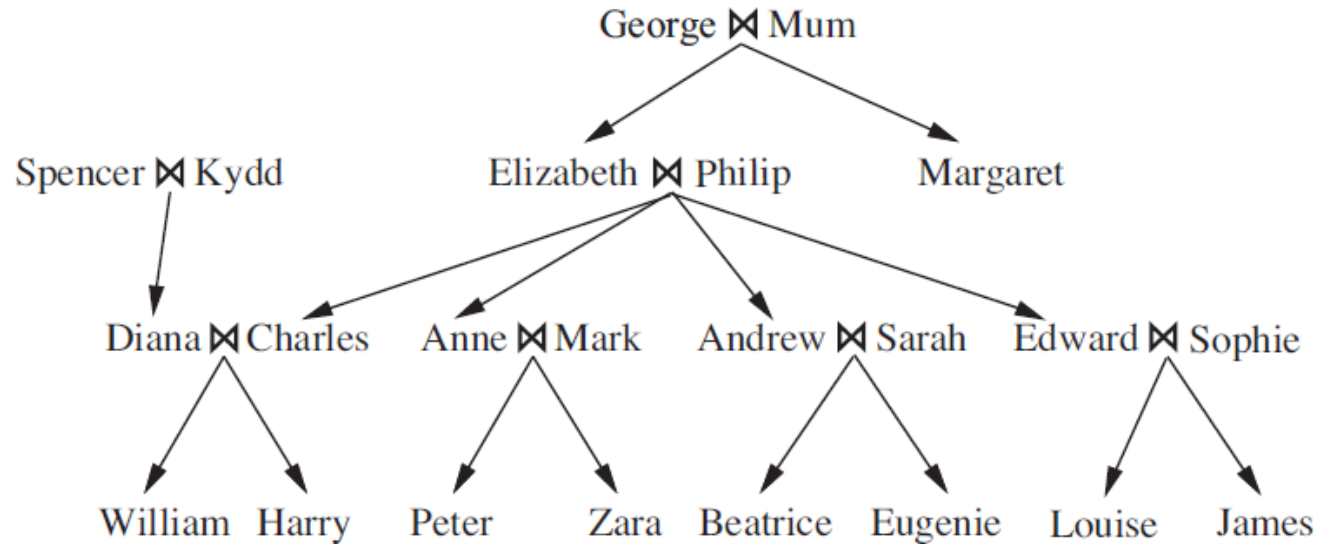 George ⋈ Mum
Spencer ⋈ Kydd Elizabeth ⋈ Philip Margaret
Diana ⋈ Charles Anne ⋈ Mark Andrew ⋈ Sarah Edward ⋈ Sophie
William Harry Peter Zara Beatrice Eugenie Louise James